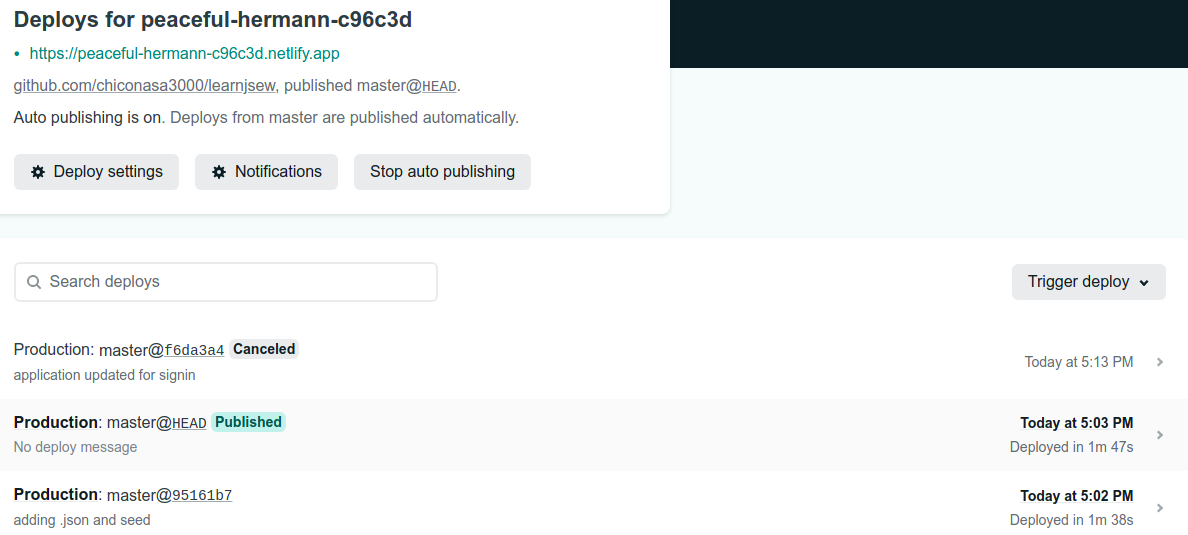 Deploys for peaceful-hermann-c96c3d
• https://peaceful-hermann-c96c3d.netlify.app
github.com/chiconasa3000/learnjsew, published master@HEAD.
Auto publishing is on. Deploys from master are published automatically.
Deploy settings Notifications Stop auto publishing
Search deploys Trigger deploy
Production: master@f6da3a4 Canceled
application updated for signin
Today at 5:13 PM
Production: master@HEAD Published
No deploy message
Today at 5:03 PM
Deployed in 1m 47s
Production: master@95161b7
adding .json and seed
Today at 5:02 PM
Deployed in 1m 38s